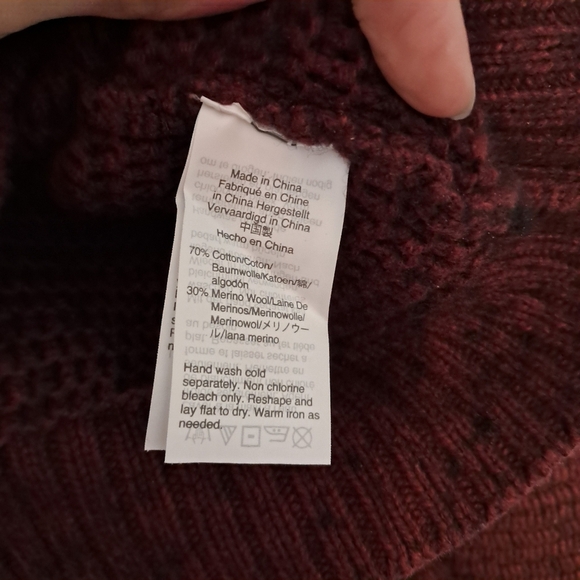 Made in China
Fabriqué en Chine
in China Hergestellt
Vervaardigd in China
中国製
Hecho en China
70% Cotton/Coton/
Baumwolle/Katoen/綿/
algodón
30% Merino Wool/Laine De
Merinos/Merinowolle/
Merinowol/メリノウー
ル/lana merino
Hand wash cold
separately. Non chlorine
bleach only. Reshape and
lay flat to dry. Warm iron as
needed.